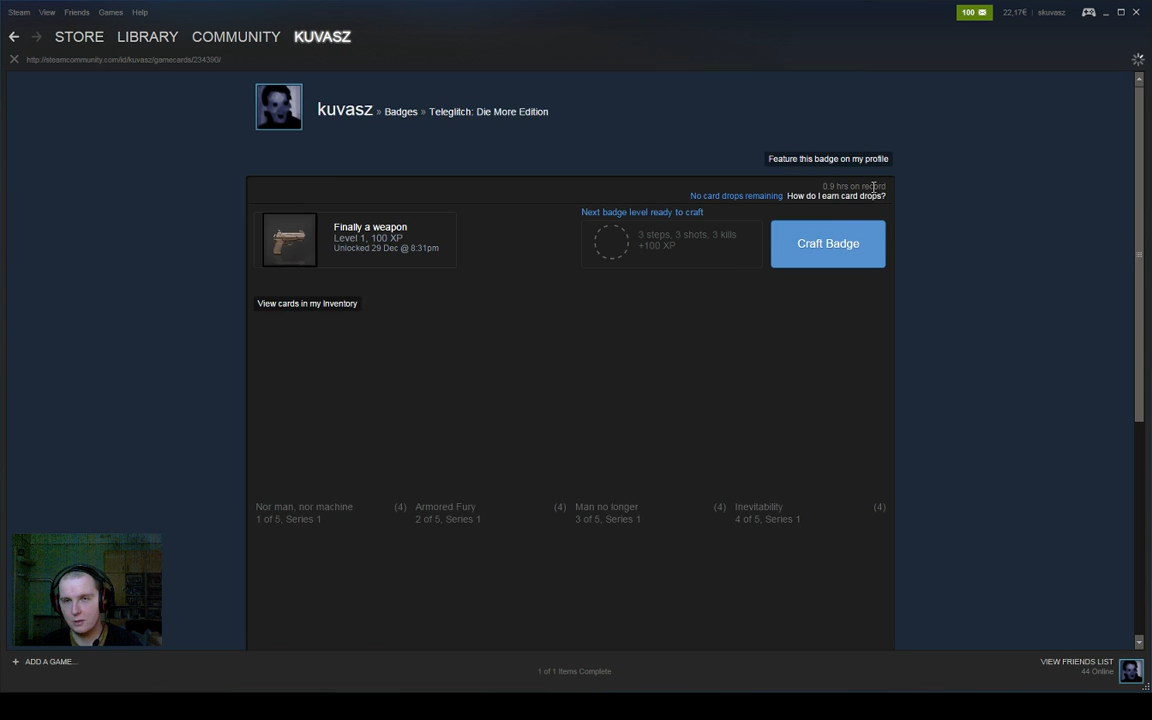 Steam View Friends Games Help
100 22,17€ | skuvasz
STORE LIBRARY COMMUNITY KUVASZ
http://steamcommunity.com/id/kuvasz/gamecards/234390/
kuvasz » Badges » Teleglitch: Die More Edition
Feature this badge on my profile
0.9 hrs on record
No card drops remaining How do I earn card drops?
Finally a weapon
Level 1, 100 XP
Unlocked 29 Dec @ 8:31pm
Next badge level ready to craft
3 steps, 3 shots, 3 kills
+100 XP
Craft Badge
View cards in my Inventory
Nor man, nor machine (4) Armored Fury (4) Man no longer (4) Inevitability (4)
1 of 5, Series 1 2 of 5, Series 1 3 of 5, Series 1 4 of 5, Series 1
+ ADD A GAME...
1 of 1 Items Complete
VIEW FRIENDS LIST
44 Online